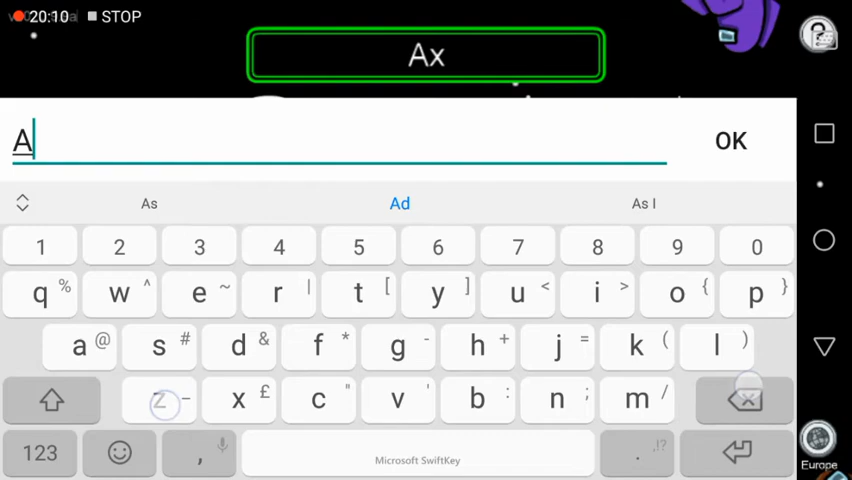 20:10 STOP
Ax
A
OK
As Ad As I
1 2 3 4 5 6 7 8 9 0
q % w ^ e ~ r | t [ y ] u < i > o { p }
a @ s # d & f * g - h + j = k ( l )
z _ x £ c " v ' b : n ; m /
123 , Microsoft SwiftKey . ,!?
Europe